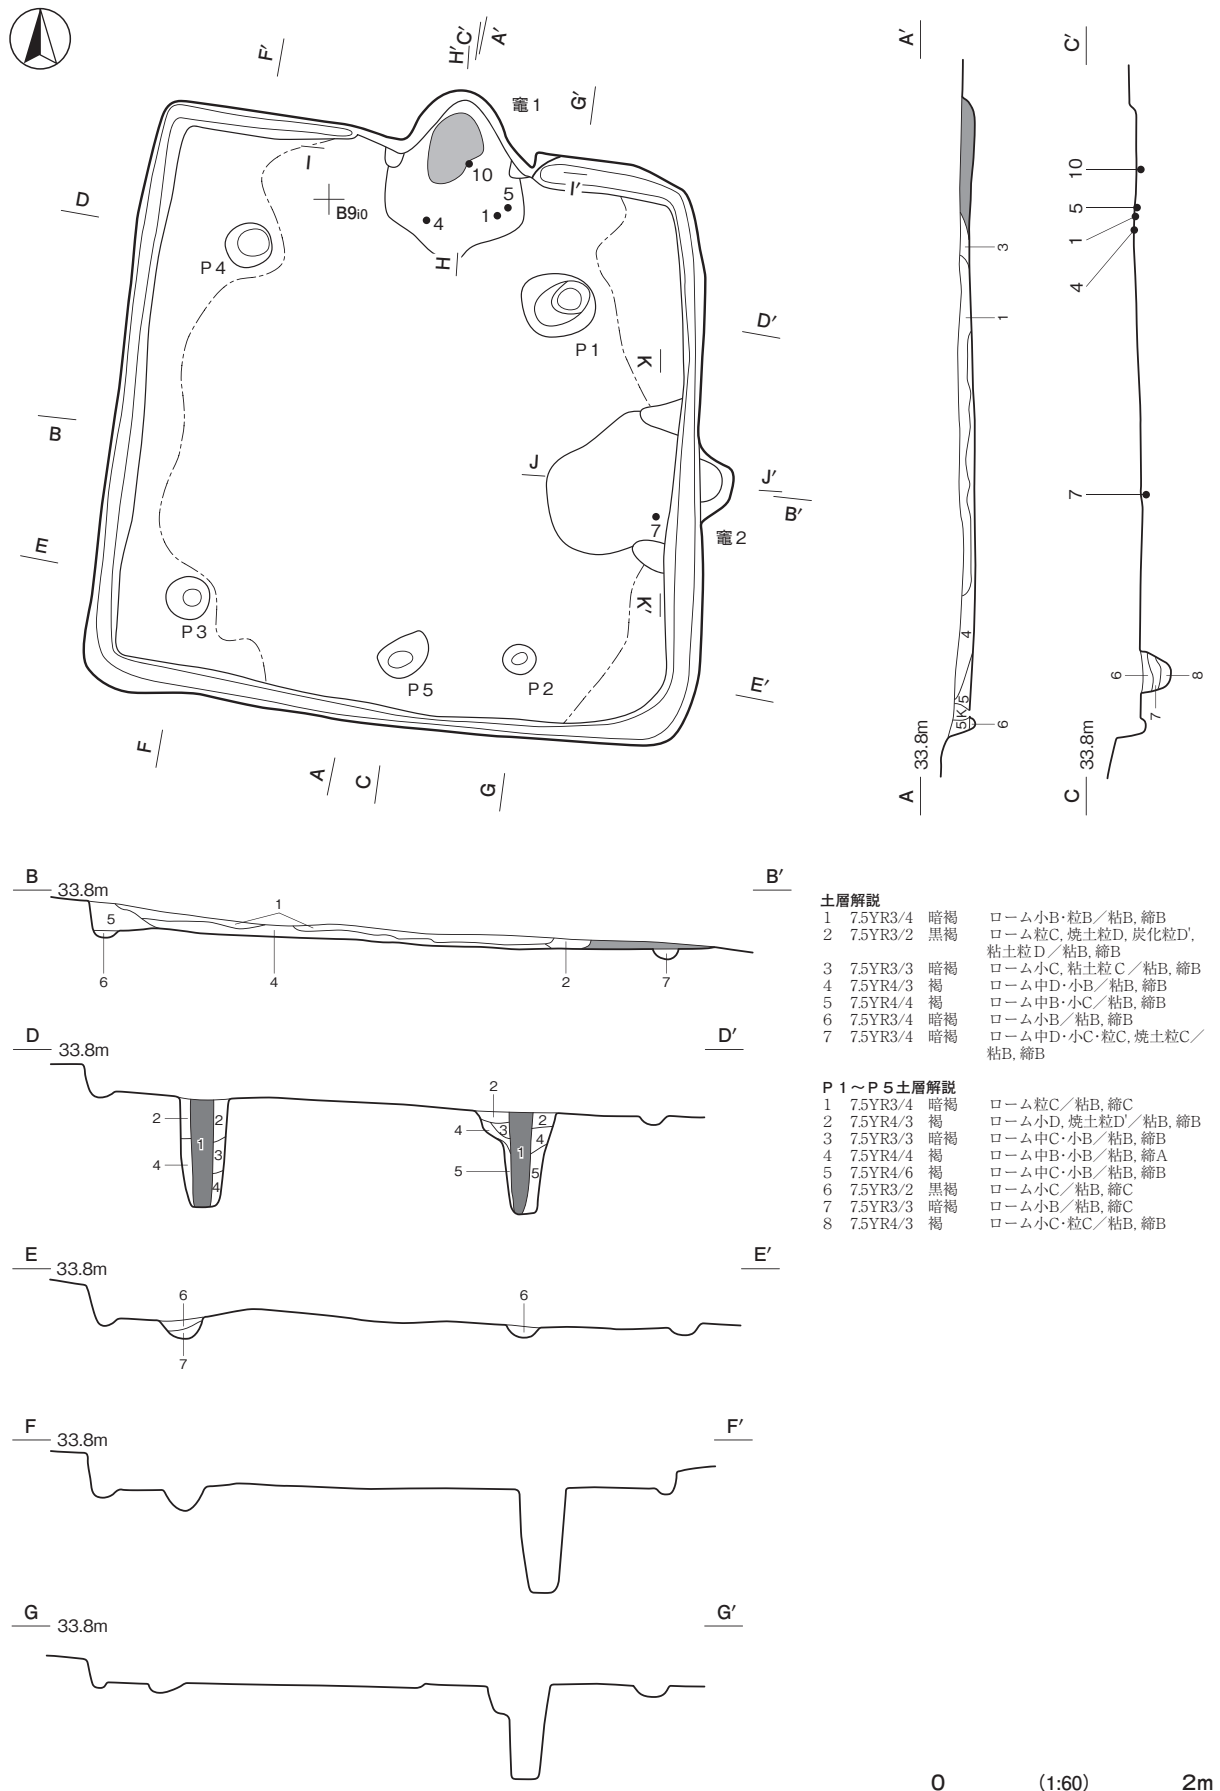 F′
H′
C′
A′
竈1
G′
I
10
D
B9i0
4
1
5
I′
P4
H
P1
D′
K
B
J
J′
B′
7
竈2
E
K′
P3
P5
P2
E′
F
A
C
G
A′
3
1
4
5
K
5
6
33.8m
A
C′
10
5
1
4
7
6
7
8
33.8m
C
B 33.8m B′
1
5
6 4 2 7
土層解説
1 7.5YR3/4 暗褐 ローム小B・粒B／粘B, 締B
2 7.5YR3/2 黒褐 ローム粒C, 焼土粒D, 炭化粒D′,
粘土粒D／粘B, 締B
3 7.5YR3/3 暗褐 ローム小C, 粘土粒C／粘B, 締B
4 7.5YR4/3 褐 ローム中D・小B／粘B, 締B
5 7.5YR4/4 褐 ローム中B・小C／粘B, 締B
6 7.5YR3/4 暗褐 ローム小B／粘B, 締B
7 7.5YR3/4 暗褐 ローム中D・小C・粒C, 焼土粒C／
粘B, 締B
P1～P5土層解説
1 7.5YR3/4 暗褐 ローム粒C／粘B, 締C
2 7.5YR4/3 褐 ローム小D, 焼土粒D′／粘B, 締B
3 7.5YR3/3 暗褐 ローム中C・小B／粘B, 締B
4 7.5YR4/4 褐 ローム中B・小B／粘B, 締A
5 7.5YR4/6 褐 ローム中C・小B／粘B, 締B
6 7.5YR3/2 黒褐 ローム小C／粘B, 締C
7 7.5YR3/3 暗褐 ローム小B／粘B, 締C
8 7.5YR4/3 褐 ローム小C・粒C／粘B, 締B
D 33.8m D′
2
2 2 2
4 3 4
1 1
3
4 5 5
4
E 33.8m E′
6 6
7
F 33.8m F′
G 33.8m G′
0 (1:60) 2m